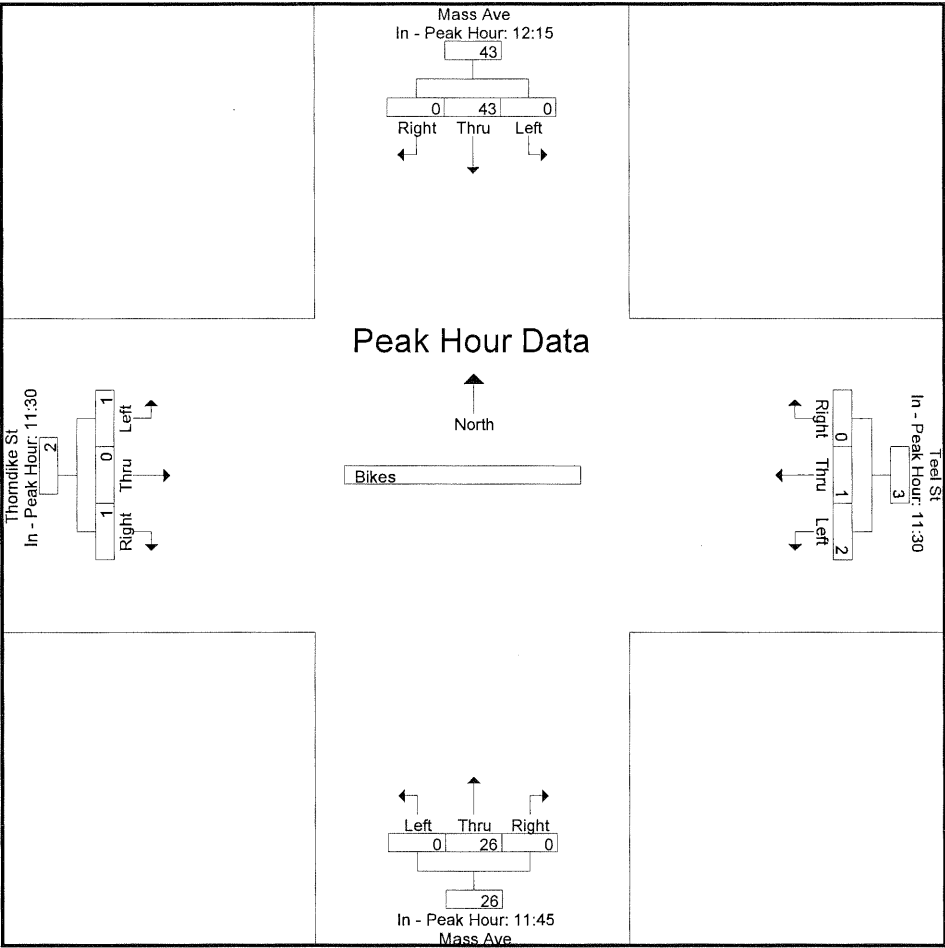 Mass Ave
In - Peak Hour: 12:15
43
0 43 0
Right Thru Left
Peak Hour Data
North
Bikes
Thorndike St
In - Peak Hour: 11:30
2
1 0 1
Left Thru Right
Teel St
In - Peak Hour: 11:30
3
0 1 2
Right Thru Left
Left Thru Right
0 26 0
26
In - Peak Hour: 11:45
Mass Ave